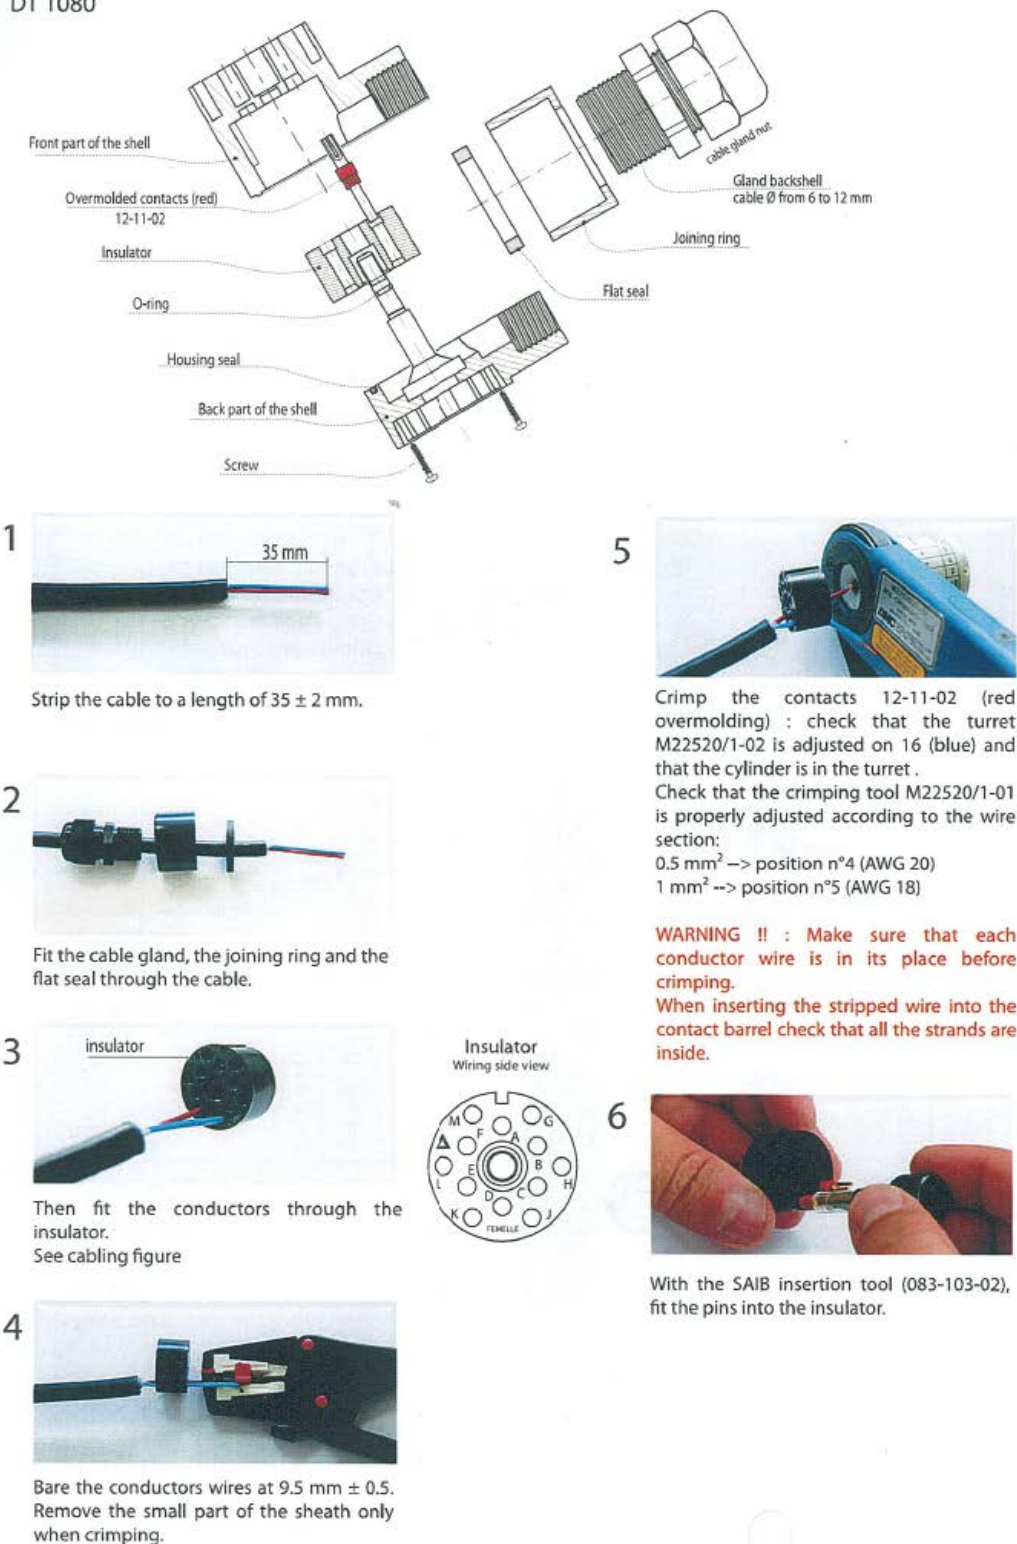 DT 1080
Front part of the shell
Overmolded contacts (red)
12-11-02
Insulator
O-ring
Housing seal
Back part of the shell
Screw
cable gland nut
Gland backshell
cable Ø from 6 to 12 mm
Joining ring
Flat seal
1
35 mm
Strip the cable to a length of 35 ± 2 mm.
2
Fit the cable gland, the joining ring and the
flat seal through the cable.
3
insulator
Then fit the conductors through the
insulator.
See cabling figure
Insulator
Wiring side view
M
G
F
A
E
B
L
H
D
C
K
J
FEMELLE
4
Bare the conductors wires at 9.5 mm ± 0.5.
Remove the small part of the sheath only
when crimping.
5
Crimp the contacts 12-11-02 (red
overmolding) : check that the turret
M22520/1-02 is adjusted on 16 (blue) and
that the cylinder is in the turret .
Check that the crimping tool M22520/1-01
is properly adjusted according to the wire
section:
0.5 mm² --> position n°4 (AWG 20)
1 mm² --> position n°5 (AWG 18)
WARNING !! : Make sure that each
conductor wire is in its place before
crimping.
When inserting the stripped wire into the
contact barrel check that all the strands are
inside.
6
With the SAIB insertion tool (083-103-02),
fit the pins into the insulator.